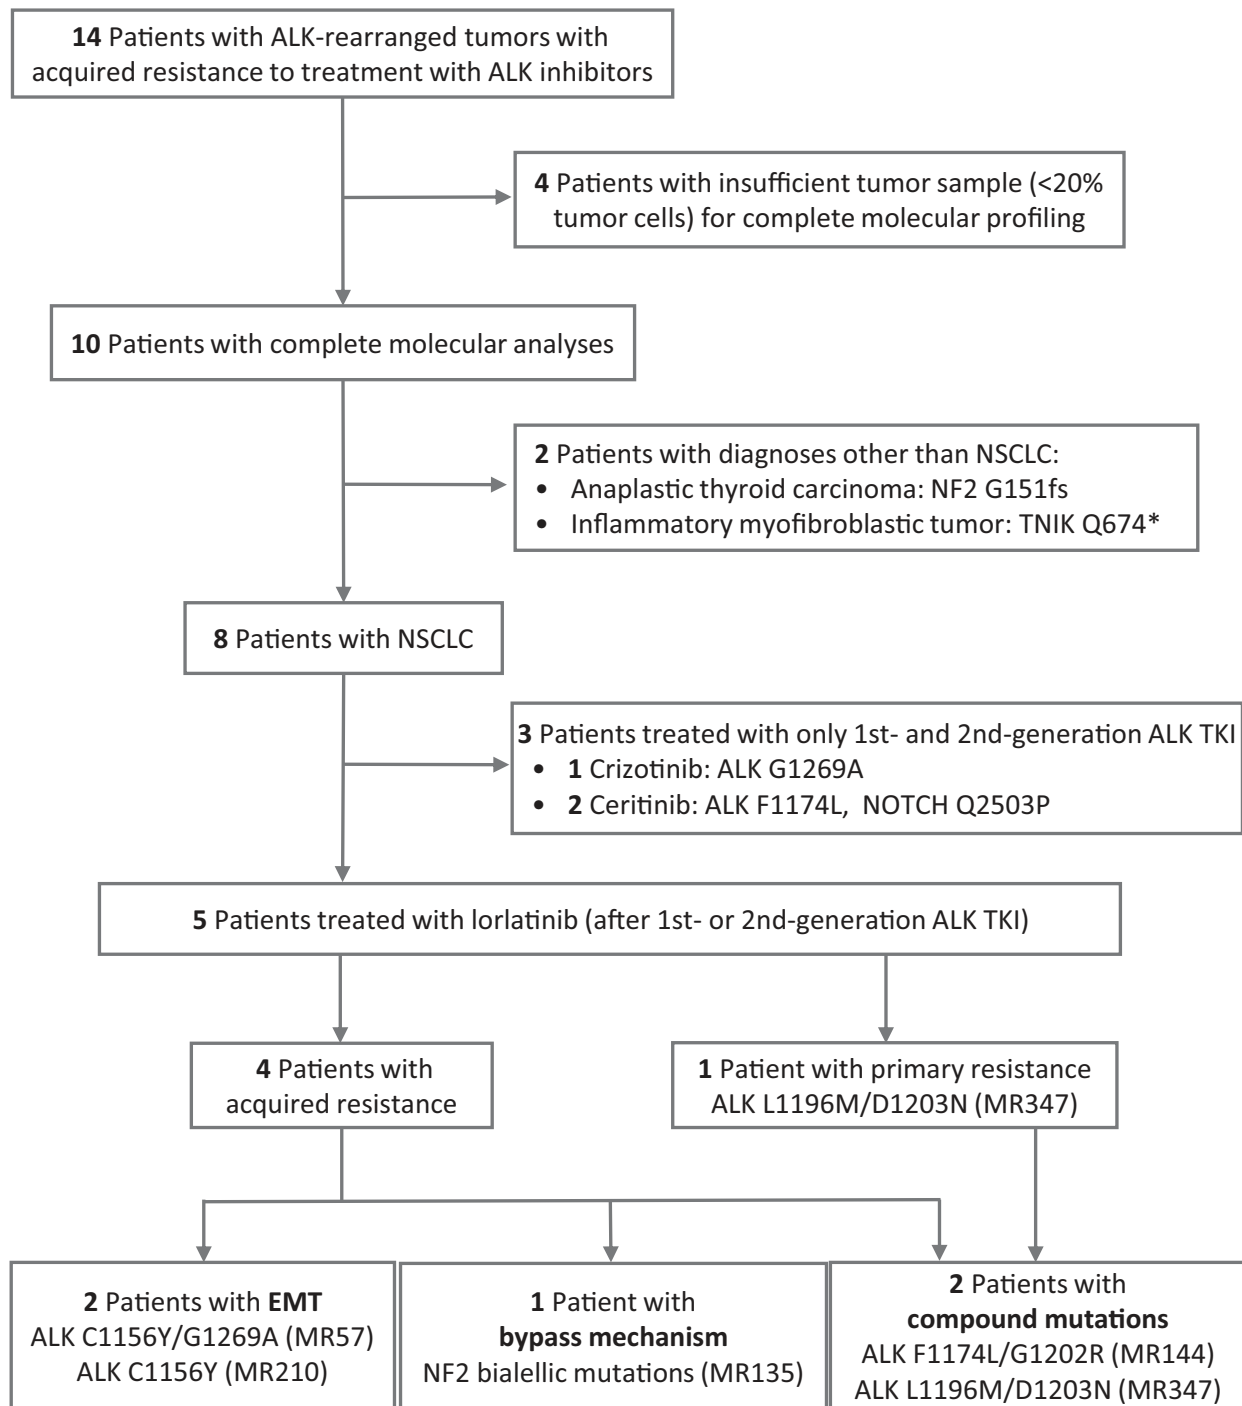 14 Patients with ALK-rearranged tumors with
acquired resistance to treatment with ALK inhibitors
4 Patients with insufficient tumor sample (<20%
tumor cells) for complete molecular profiling
10 Patients with complete molecular analyses
2 Patients with diagnoses other than NSCLC:
• Anaplastic thyroid carcinoma: NF2 G151fs
• Inflammatory myofibroblastic tumor: TNIK Q674*
8 Patients with NSCLC
3 Patients treated with only 1st- and 2nd-generation ALK TKI
• 1 Crizotinib: ALK G1269A
• 2 Ceritinib: ALK F1174L, NOTCH Q2503P
5 Patients treated with lorlatinib (after 1st- or 2nd-generation ALK TKI)
4 Patients with
acquired resistance
1 Patient with primary resistance
ALK L1196M/D1203N (MR347)
2 Patients with EMT
ALK C1156Y/G1269A (MR57)
ALK C1156Y (MR210)
1 Patient with
bypass mechanism
NF2 biallelic mutations (MR135)
2 Patients with
compound mutations
ALK F1174L/G1202R (MR144)
ALK L1196M/D1203N (MR347)